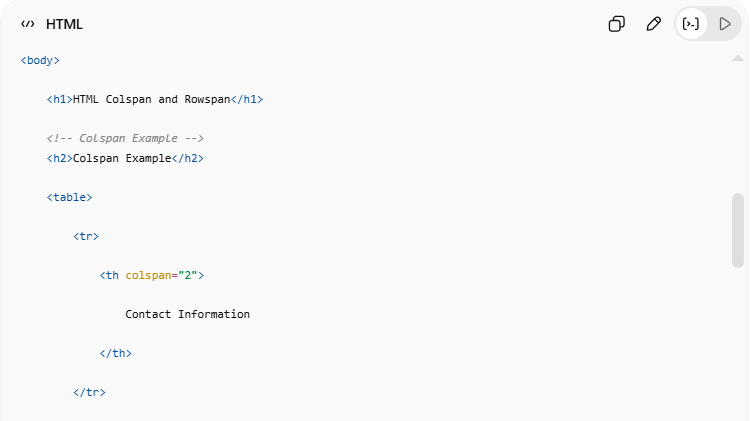 HTML
<body>
<h1>HTML Colspan and Rowspan</h1>
<!-- Colspan Example -->
<h2>Colspan Example</h2>
<table>
<tr>
<th colspan="2">
Contact Information
</th>
</tr>